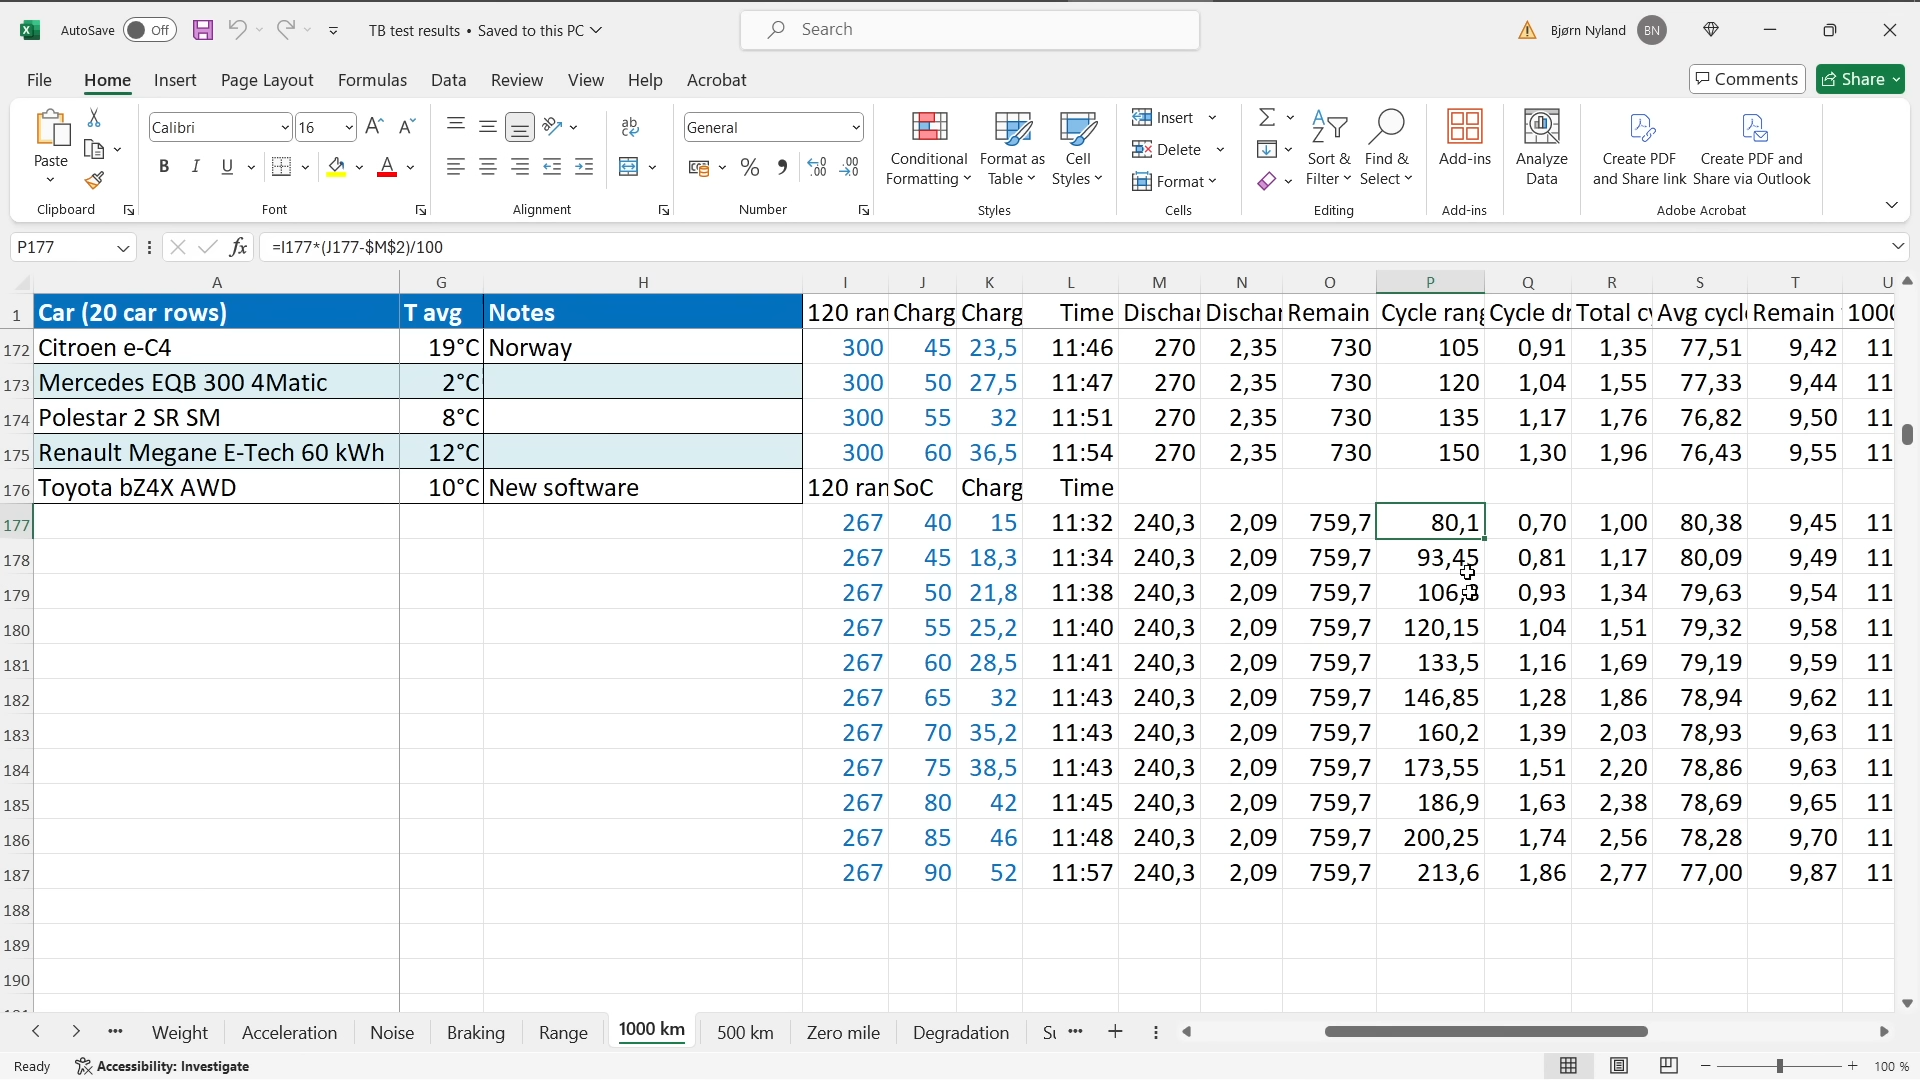 AutoSave Off TB test results • Saved to this PC Search Bjørn Nyland BN
File Home Insert Page Layout Formulas Data Review View Help Acrobat Comments Share
Paste Calibri 16 General Conditional Formatting Format as Table Cell Styles Insert Delete Format Sort & Filter Find & Select Add-ins Analyze Data Create PDF and Share link Create PDF and Share via Outlook
Clipboard Font Alignment Number Styles Cells Editing Add-ins Adobe Acrobat
P177 fx =I177*(J177-$M$2)/100
A G H I J K L M N O P Q R S T U
1 Car (20 car rows) T avg Notes 120 ran Charg Charg Time Dischar Dischar Remain Cycle rang Cycle dr Total cy Avg cycl Remain 1000
172 Citroen e-C4 19°C Norway 300 45 23,5 11:46 270 2,35 730 105 0,91 1,35 77,51 9,42 11
173 Mercedes EQB 300 4Matic 2°C 300 50 27,5 11:47 270 2,35 730 120 1,04 1,55 77,33 9,44 11
174 Polestar 2 SR SM 8°C 300 55 32 11:51 270 2,35 730 135 1,17 1,76 76,82 9,50 11
175 Renault Megane E-Tech 60 kWh 12°C 300 60 36,5 11:54 270 2,35 730 150 1,30 1,96 76,43 9,55 11
176 Toyota bZ4X AWD 10°C New software 120 ran SoC Charg Time
177 267 40 15 11:32 240,3 2,09 759,7 80,1 0,70 1,00 80,38 9,45 11
178 267 45 18,3 11:34 240,3 2,09 759,7 93,45 0,81 1,17 80,09 9,49 11
179 267 50 21,8 11:38 240,3 2,09 759,7 106,8 0,93 1,34 79,63 9,54 11
180 267 55 25,2 11:40 240,3 2,09 759,7 120,15 1,04 1,51 79,32 9,58 11
181 267 60 28,5 11:41 240,3 2,09 759,7 133,5 1,16 1,69 79,19 9,59 11
182 267 65 32 11:43 240,3 2,09 759,7 146,85 1,28 1,86 78,94 9,62 11
183 267 70 35,2 11:43 240,3 2,09 759,7 160,2 1,39 2,03 78,93 9,63 11
184 267 75 38,5 11:43 240,3 2,09 759,7 173,55 1,51 2,20 78,86 9,63 11
185 267 80 42 11:45 240,3 2,09 759,7 186,9 1,63 2,38 78,69 9,65 11
186 267 85 46 11:48 240,3 2,09 759,7 200,25 1,74 2,56 78,28 9,70 11
187 267 90 52 11:57 240,3 2,09 759,7 213,6 1,86 2,77 77,00 9,87 11
188
189
190
Weight Acceleration Noise Braking Range 1000 km 500 km Zero mile Degradation
Ready Accessibility: Investigate 100 %